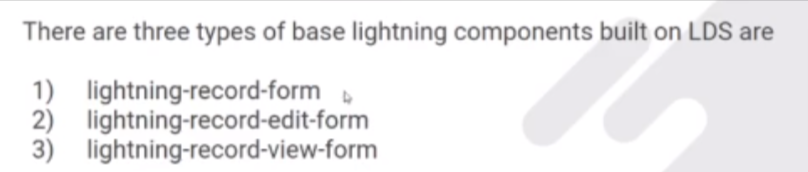 There are three types of base lightning components built on LDS are
1) lightning-record-form
2) lightning-record-edit-form
3) lightning-record-view-form